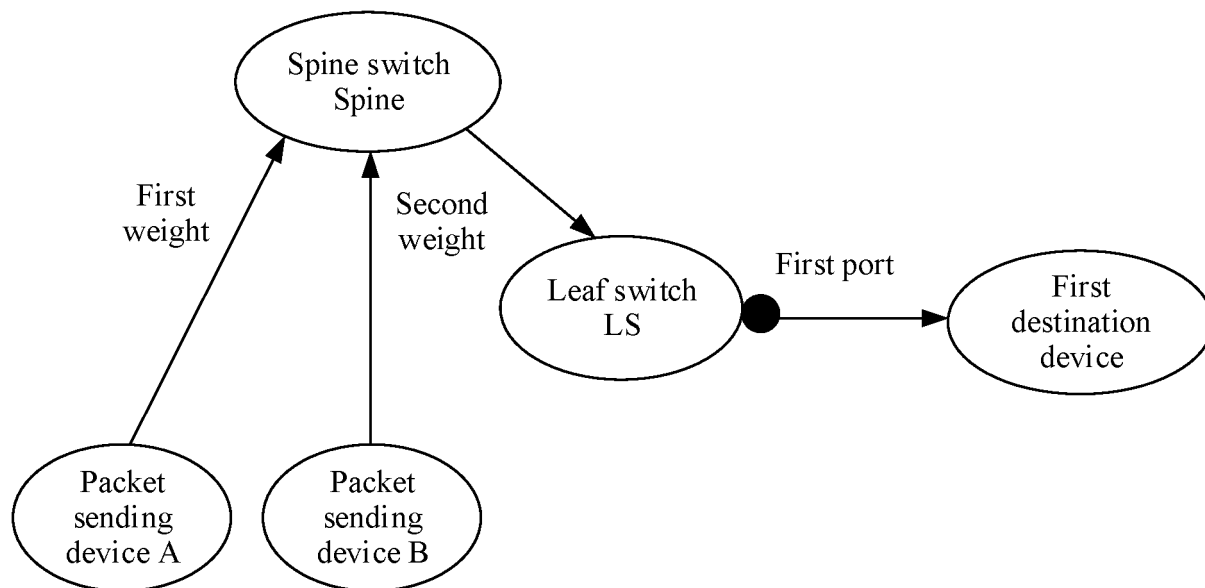 Spine switch
Spine
First
weight
Second
weight
Leaf switch
LS
First port
First
destination
device
Packet
sending
device A
Packet
sending
device B